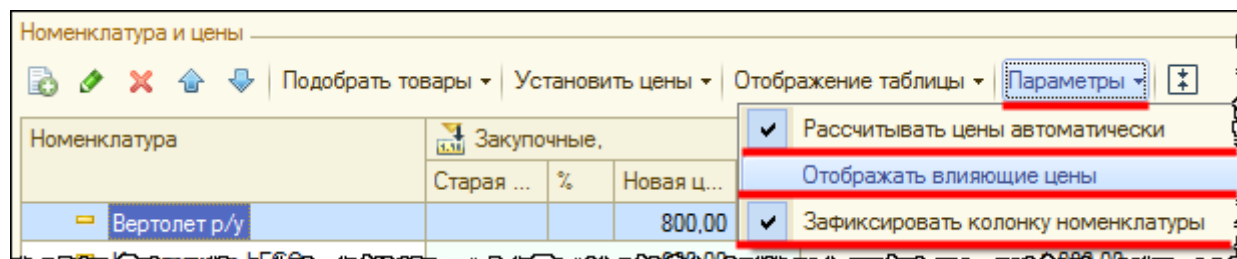 Номенклатура и цены
Подобрать товары Установить цены Отображение таблицы Параметры
Номенклатура Закупочные, Рассчитывать цены автоматически
Старая ... % Новая ц... Отображать влияющие цены
Вертолет р/у 800,00 Зафиксировать колонку номенклатуры